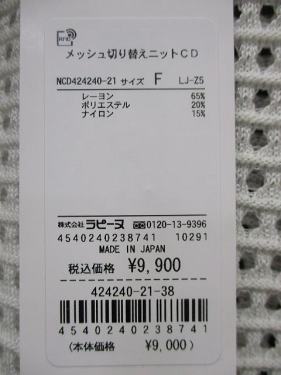 RFID
メッシュ切り替えニットCD
NCD424240-21 サイズ F LJ-Z5
レーヨン 65%
ポリエステル 20%
ナイロン 15%
株式会社 ラピーヌ 0120-13-9396
4540240238741 10291
MADE IN JAPAN
税込価格 ¥9,900
424240-21-38
4540240238741
(本体価格 ¥9,000)